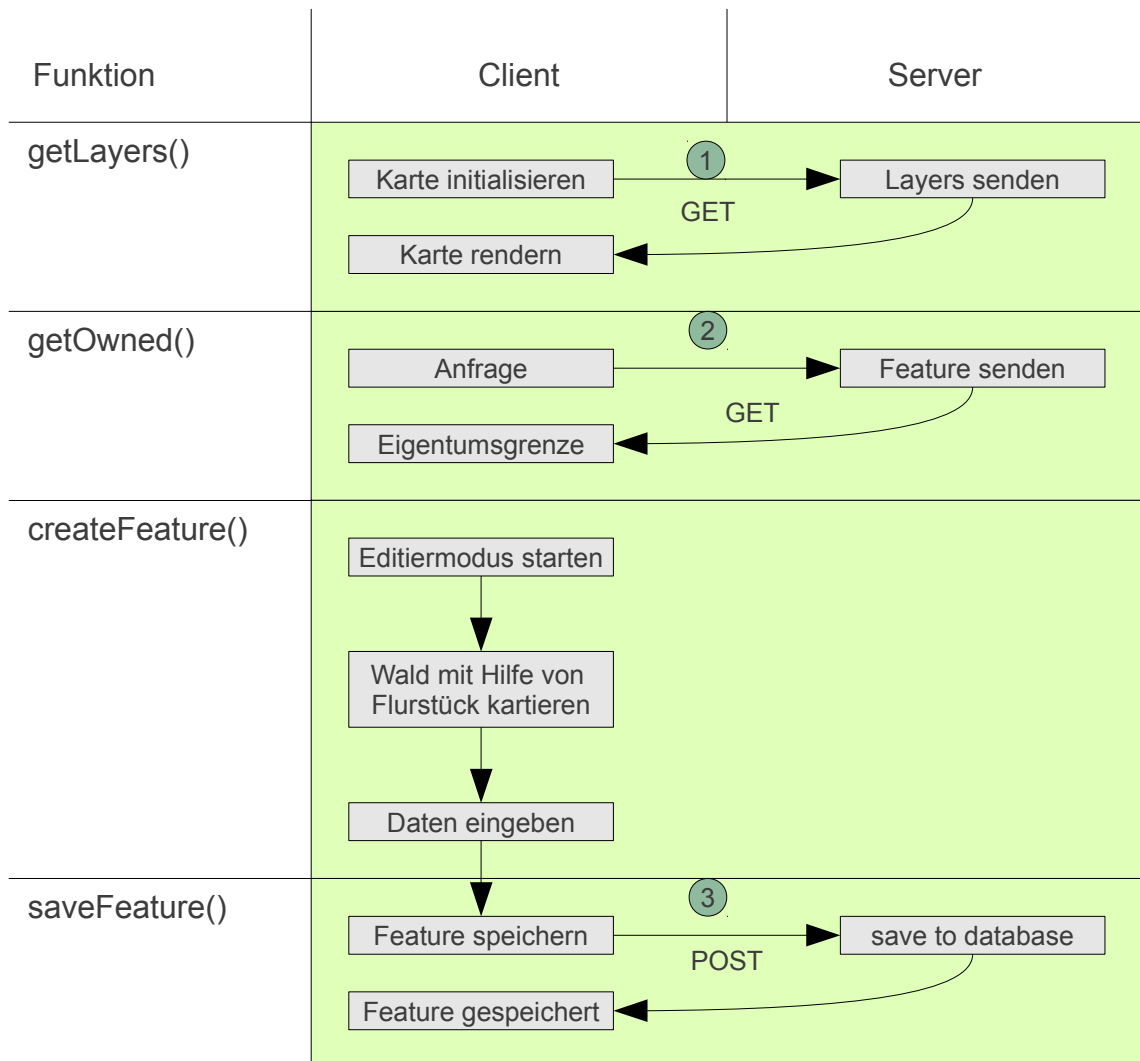 Funktion
Client
Server
getLayers()
1
Karte initialisieren
Layers senden
GET
Karte rendern
getOwned()
2
Anfrage
Feature senden
GET
Eigentumsgrenze
createFeature()
Editiermodus starten
Wald mit Hilfe von
Flurstück kartieren
Daten eingeben
saveFeature()
3
Feature speichern
save to database
POST
Feature gespeichert